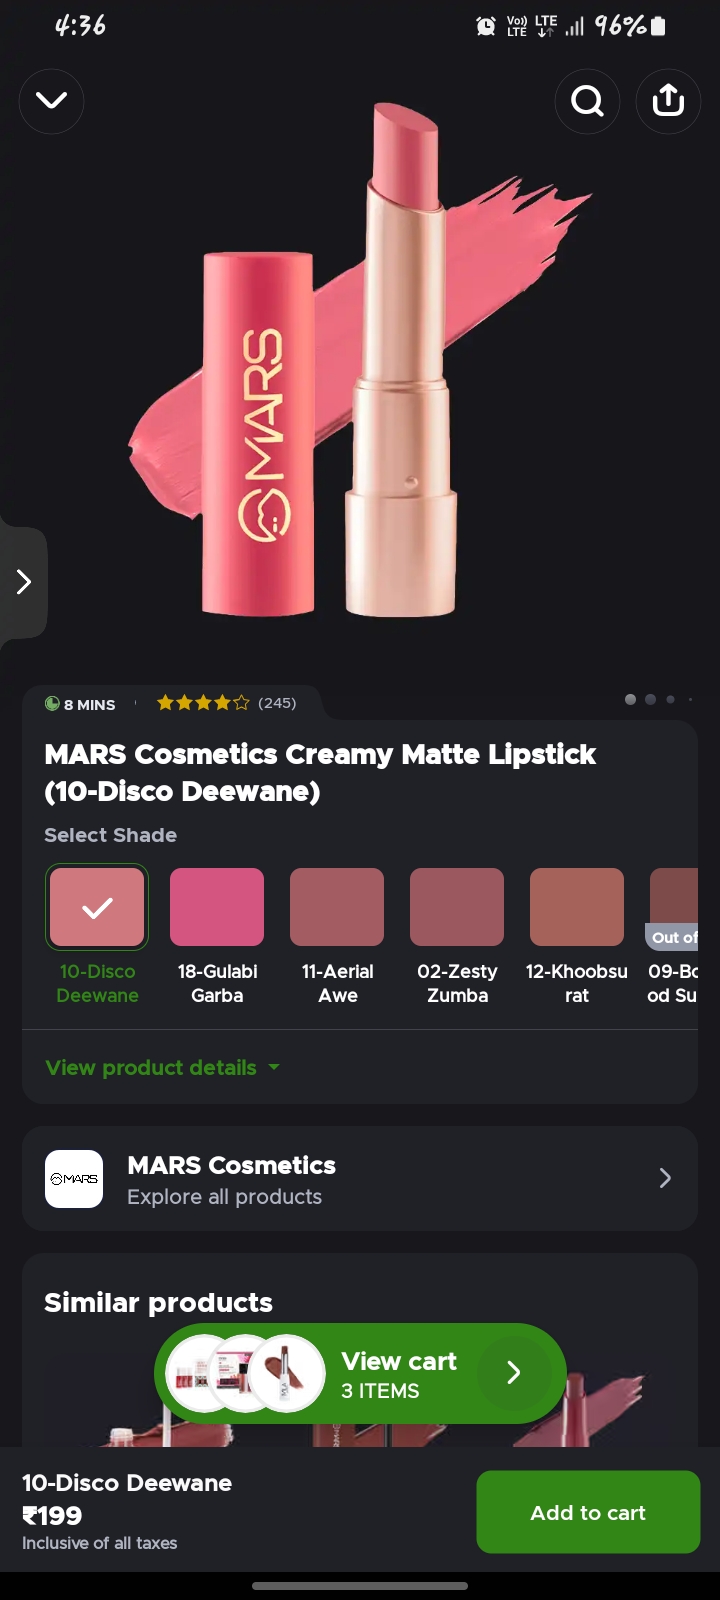 4:36
Vo)) LTE
LTE
96%
MARS
8 MINS
(245)
MARS Cosmetics Creamy Matte Lipstick
(10-Disco Deewane)
Select Shade
Out of
10-Disco
Deewane
18-Gulabi
Garba
11-Aerial
Awe
02-Zesty
Zumba
12-Khoobsu
rat
09-Bo
od Su
View product details
MARS
MARS Cosmetics
Explore all products
Similar products
View cart
3 ITEMS
10-Disco Deewane
₹199
Inclusive of all taxes
Add to cart